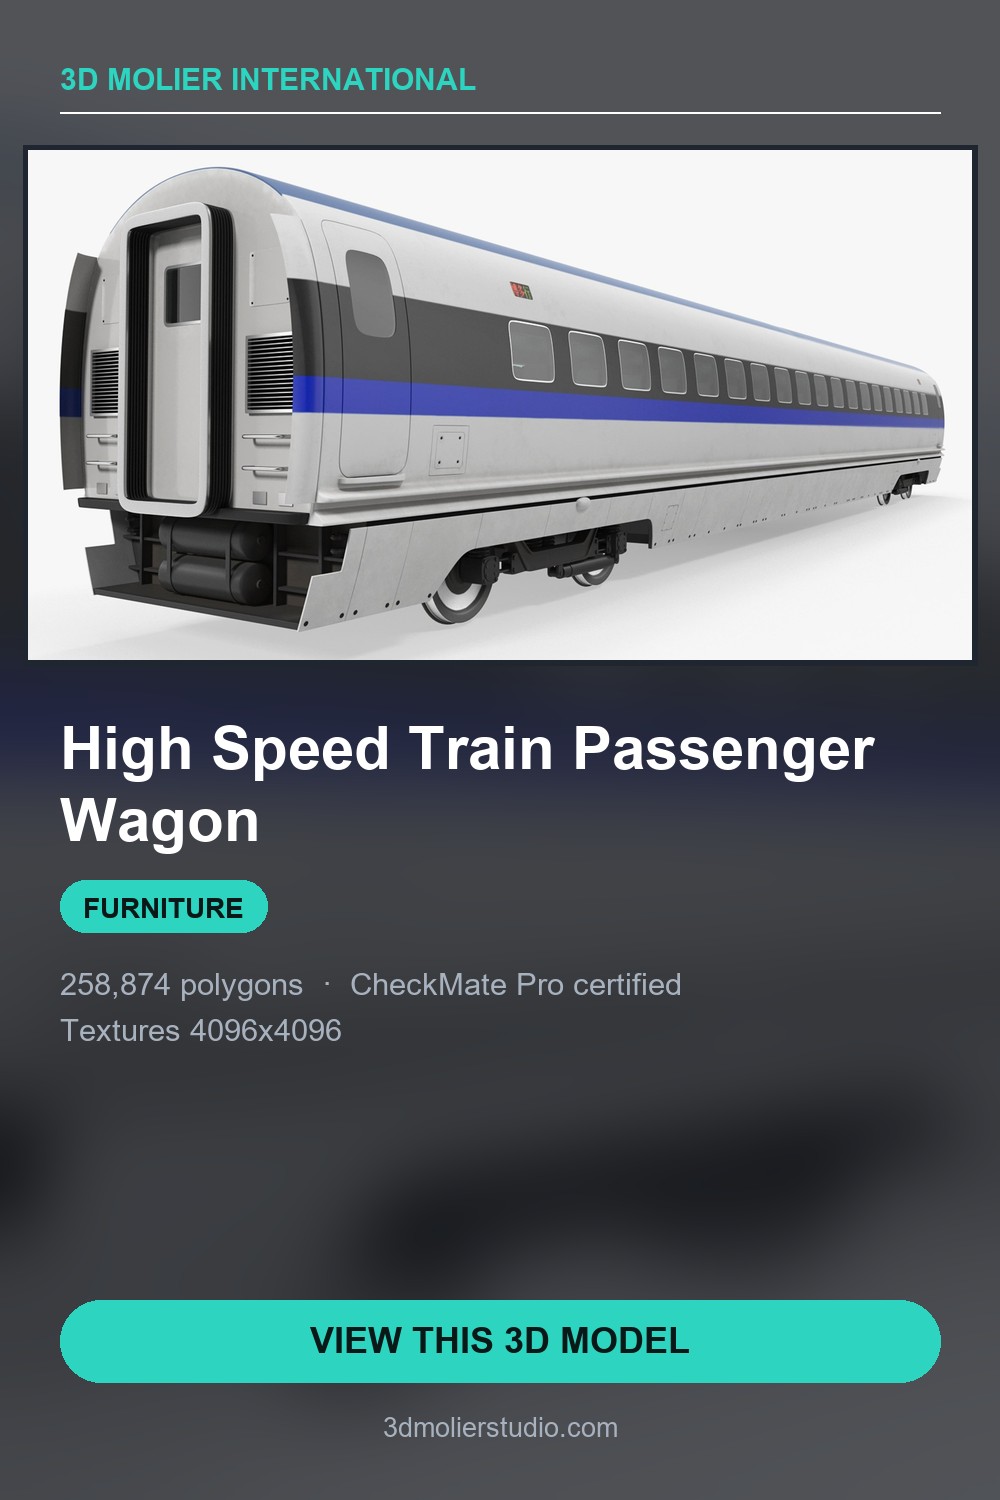 3D MOLIER INTERNATIONAL
High Speed Train Passenger
Wagon
FURNITURE
258,874 polygons · CheckMate Pro certified
Textures 4096x4096
VIEW THIS 3D MODEL
3dmolierstudio.com